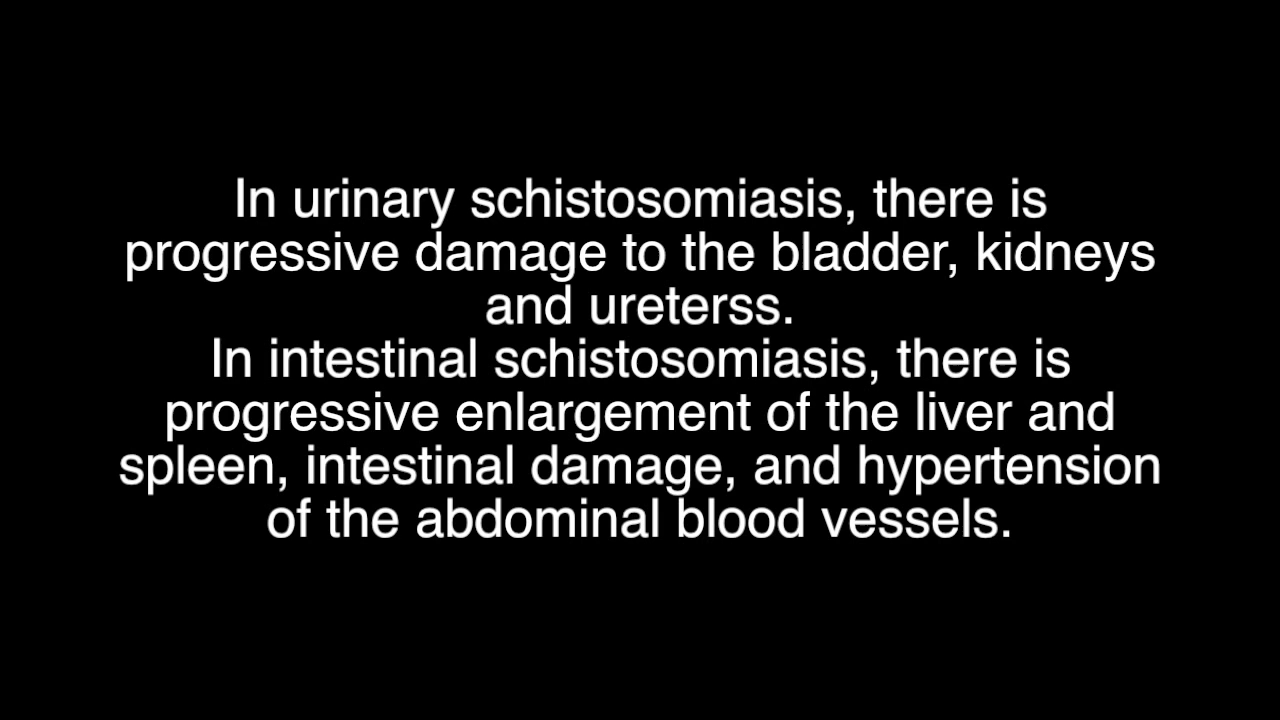 In urinary schistosomiasis, there is
progressive damage to the bladder, kidneys
and ureterss.
In intestinal schistosomiasis, there is
progressive enlargement of the liver and
spleen, intestinal damage, and hypertension
of the abdominal blood vessels.